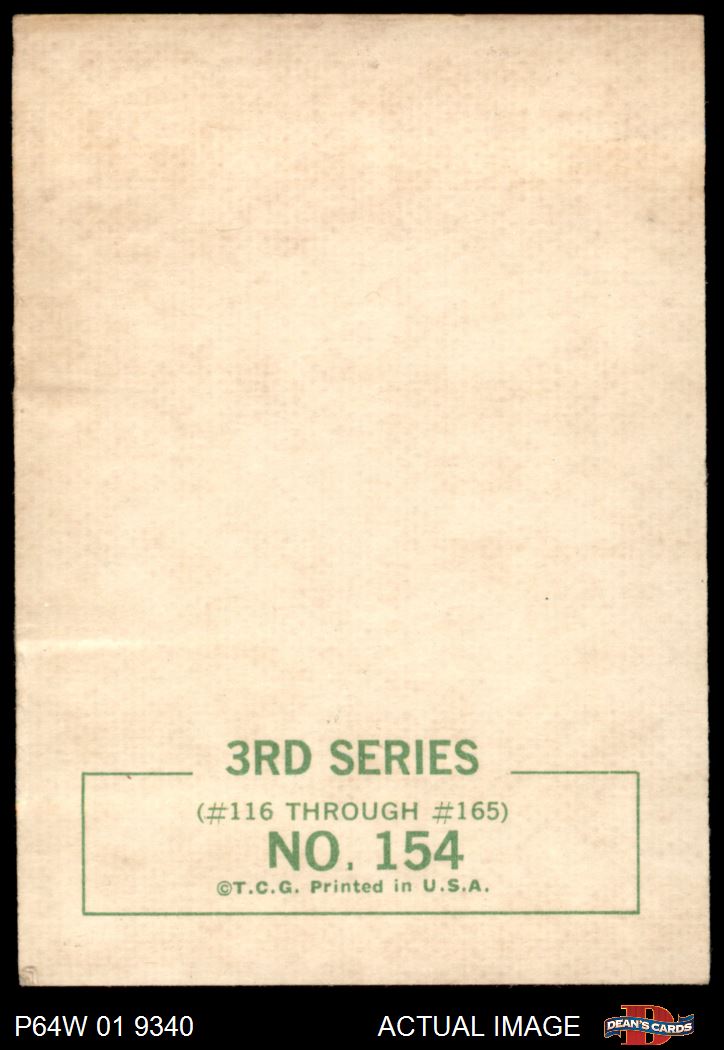 3RD SERIES
(#116 THROUGH #165)
NO. 154
©T.C.G. Printed in U.S.A.
P64W 01 9340
ACTUAL IMAGE
D
DEAN'S CARDS